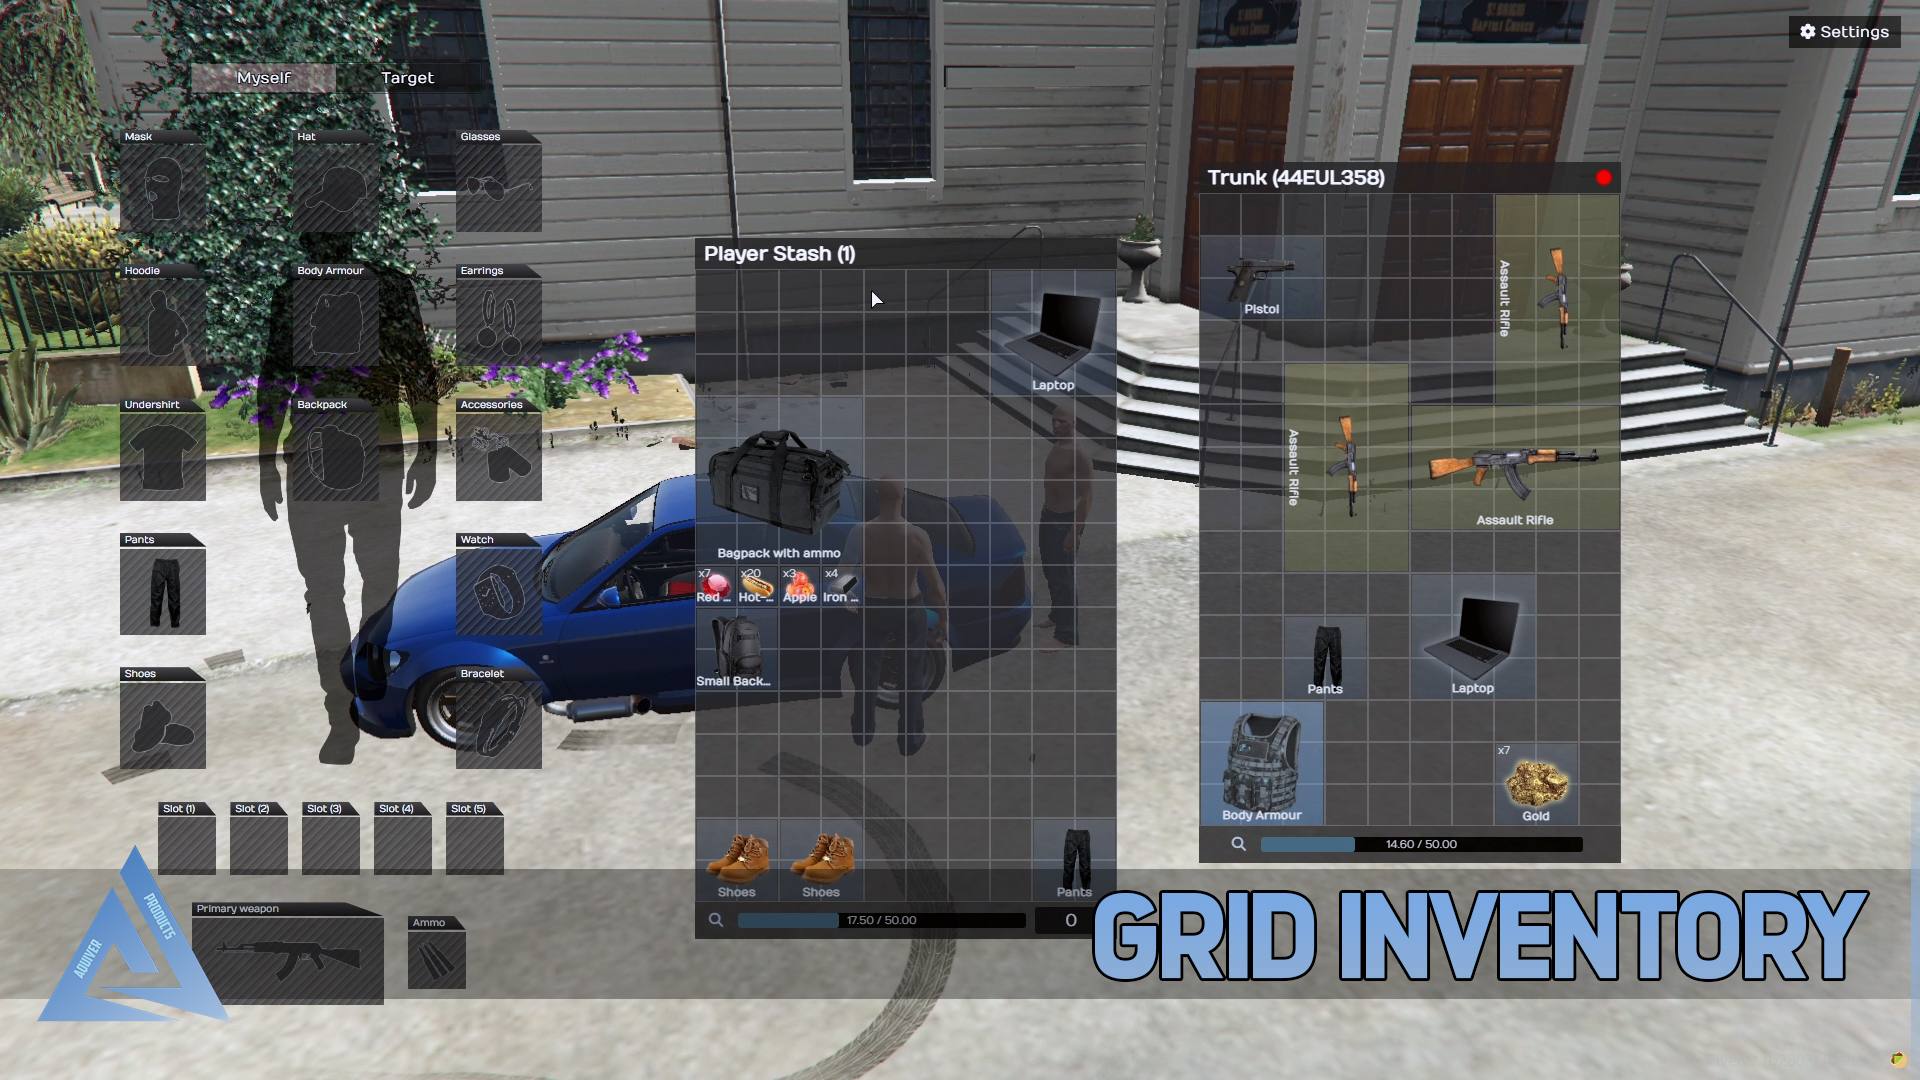 Settings
Myself
Target
Mask
Hat
Glasses
Hoodie
Body Armour
Earrings
Undershirt
Backpack
Accessories
Pants
Watch
Shoes
Bracelet
Slot (1)
Slot (2)
Slot (3)
Slot (4)
Slot (5)
Primary weapon
Ammo
AQUIVER
PRODUCTS
Player Stash (1)
Laptop
Bagpack with ammo
x7
x20
x3
x4
Red ...
Hot-...
Apple
Iron ...
Small Back...
Shoes
Shoes
Pants
17.50 / 50.00
0
Trunk (44EUL358)
Pistol
Assault Rifle
Assault Rifle
Assault Rifle
Pants
Laptop
Body Armour
x7
Gold
14.60 / 50.00
GRID INVENTORY
Baptist Church